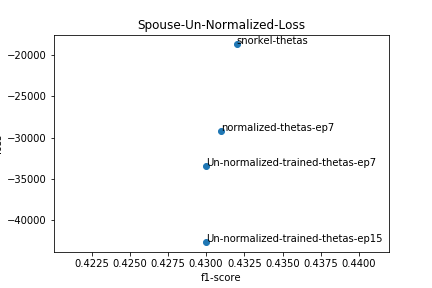 Spouse-Un-Normalized-Loss
−20000
−25000
−30000
−35000
−40000
snorkel-thetas
normalized-thetas-ep7
Un-normalized-trained-thetas-ep7
Un-normalized-trained-thetas-ep15
0.4225 0.4250 0.4275 0.4300 0.4325 0.4350 0.4375 0.4400
f1-score